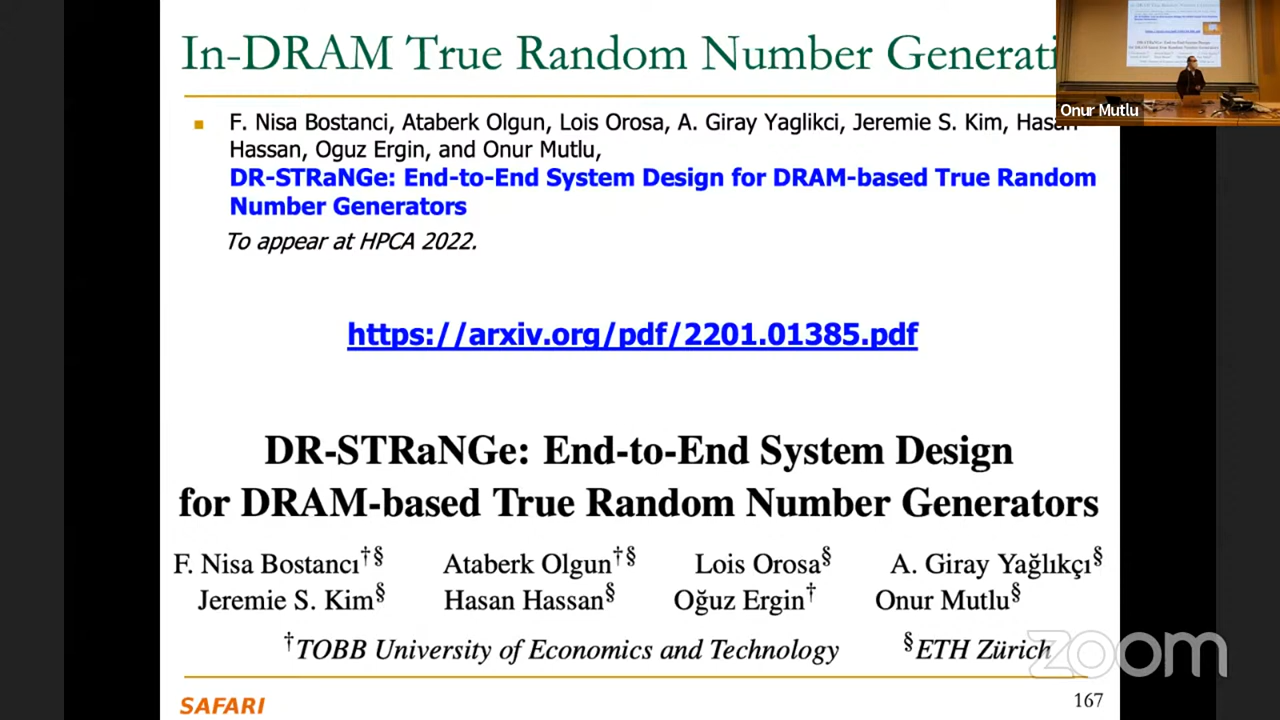 In-DRAM True Random Number Generati
Onur Mutlu
F. Nisa Bostanci, Ataberk Olgun, Lois Orosa, A. Giray Yaglikci, Jeremie S. Kim, Hasan
Hassan, Oguz Ergin, and Onur Mutlu,
DR-STRaNGe: End-to-End System Design for DRAM-based True Random
Number Generators
To appear at HPCA 2022.
https://arxiv.org/pdf/2201.01385.pdf
DR-STRaNGe: End-to-End System Design
for DRAM-based True Random Number Generators
F. Nisa Bostancı†§ Ataberk Olgun†§ Lois Orosa§ A. Giray Yağlıkçı§
Jeremie S. Kim§ Hasan Hassan§ Oğuz Ergin† Onur Mutlu§
†TOBB University of Economics and Technology §ETH Zürich
zoom
SAFARI 167